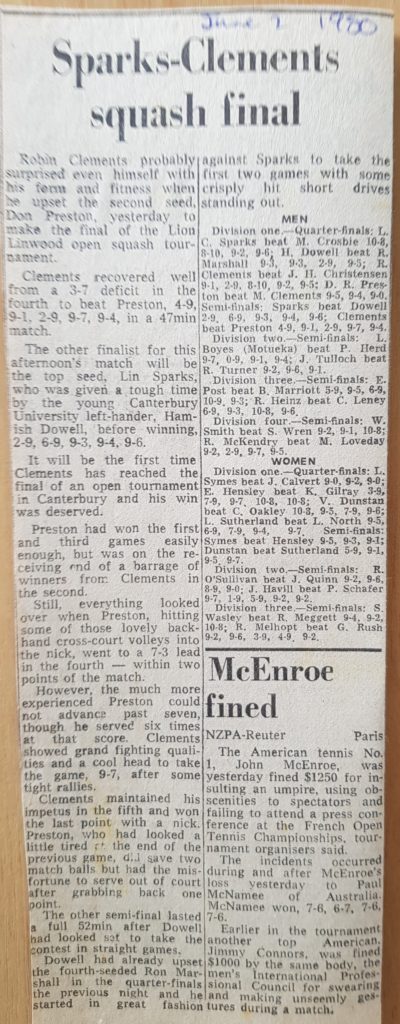 June 1980
Sparks-Clements
squash final
Robin Clements probably
surprised even himself with
his form and fitness when
he upset the second seed,
Don Preston, yesterday to
make the final of the Lion
Linwood open squash tour-
nament.
Clements recovered well
from a 3-7 deficit in the
fourth to beat Preston, 4-9,
9-1, 2-9, 9-7, 9-4, in a 47min
match.
The other finalist for this
afternoon's match will be
the top seed, Lin Sparks,
who was given a tough time
by the young Canterbury
University left-hander, Ham-
ish Dowell, before winning,
2-9, 6-9, 9-3, 9-4, 9-6.
It will be the first time
Clements has reached the
final of an open tournament
in Canterbury and his win
was deserved.
Preston had won the first
and third games easily
enough, but was on the re-
ceiving end of a barrage of
winners from Clements in
the second.
Still, everything looked
over when Preston, hitting
some of those lovely back-
hand cross-court volleys into
the nick, went to a 7-3 lead
in the fourth — within two
points of the match.
However, the much more
experienced Preston could
not advance past seven,
though he served six times
at that score. Clements
showed grand fighting quali-
ties and a cool head to take
the game, 9-7, after some
tight rallies.
Clements maintained his
impetus in the fifth and won
the last point with a nick.
Preston, who had looked a
little tired at the end of the
previous game, did save two
match balls but had the mis-
fortune to serve out of court
after grabbing back one
point.
The other semi-final lasted
a full 52min after Dowell
had looked set to take the
contest in straight games.
Dowell had already upset
the fourth-seeded Ron Mar-
shall in the quarter-finals
the previous night and he
started in great fashion
against Sparks to take the
first two games with some
crisply hit short drives
standing out.
MEN
Division one.—Quarter-finals: L.
C. Sparks beat M. Crosbie 10-8,
8-10, 9-2, 9-6; H. Dowell beat R.
Marshall 9-3, 9-3, 2-9, 9-5; R.
Clements beat J. H. Christensen
9-1, 2-9, 8-10, 9-2, 9-5; D. R. Pres-
ton beat M. Clements 9-5, 9-4, 9-0.
Semi-finals: Sparks beat Dowell
2-9, 6-9, 9-3, 9-4, 9-6; Clements
beat Preston 4-9, 9-1, 2-9, 9-7, 9-4.
Division two.—Semi-finals: L.
Boyes (Motueka) beat P. Herd
9-7, 0-9, 9-1, 9-4; J. Tulloch beat
R. Turner 9-2, 9-6, 9-1.
Division three.—Semi-finals: E.
Post beat B. Marriott 5-9, 9-5, 6-9,
10-9, 9-3; R. Heinz beat C. Leney
6-9, 9-3, 10-8, 9-6.
Division four.—Semi-finals: W.
Smith beat S. Wren 9-2, 9-1, 10-8;
R. McKendry beat M. Loveday
9-2, 2-9, 9-7, 9-5.
WOMEN
Division one.—Quarter-finals: L.
Symes beat J. Calvert 9-0, 9-2, 9-0;
E. Hensley beat K. Gilray 3-9,
7-9, 9-7, 10-8, 10-8; V. Dunstan
beat C. Oakley 10-8, 9-5, 7-9, 9-6;
L. Sutherland beat L. North 9-5,
6-9, 7-9, 9-4, 9-7. Semi-finals:
Symes beat Hensley 9-5, 9-3, 9-1;
Dunstan beat Sutherland 5-9, 9-1,
9-5, 9-7.
Division two.—Semi-finals: R.
O'Sullivan beat J. Quinn 9-2, 9-6,
8-9, 9-0; J. Havill beat P. Schafer
9-7, 1-9, 5-9, 9-2, 9-2.
Division three.—Semi-finals: S.
Wasley beat R. Meggett 9-4, 9-2,
10-8; R. Melhopt beat G. Rush
9-2, 9-6, 3-9, 4-9, 9-2.
McEnroe
fined
NZPA-Reuter Paris
The American tennis No.
1, John McEnroe, was
yesterday fined $1250 for in-
sulting an umpire, using ob-
scenities to spectators and
failing to attend a press con-
ference at the French Open
Tennis Championships, tour-
nament organisers said.
The incidents occurred
during and after McEnroe's
loss yesterday to Paul
McNamee of Australia.
McNamee won, 7-6, 6-7, 7-6,
7-6.
Earlier in the tournament
another top American,
Jimmy Connors, was fined
$1000 by the same body, the
men's International Profes-
sional Council for swearing
and making unseemly ges-
tures during a match.